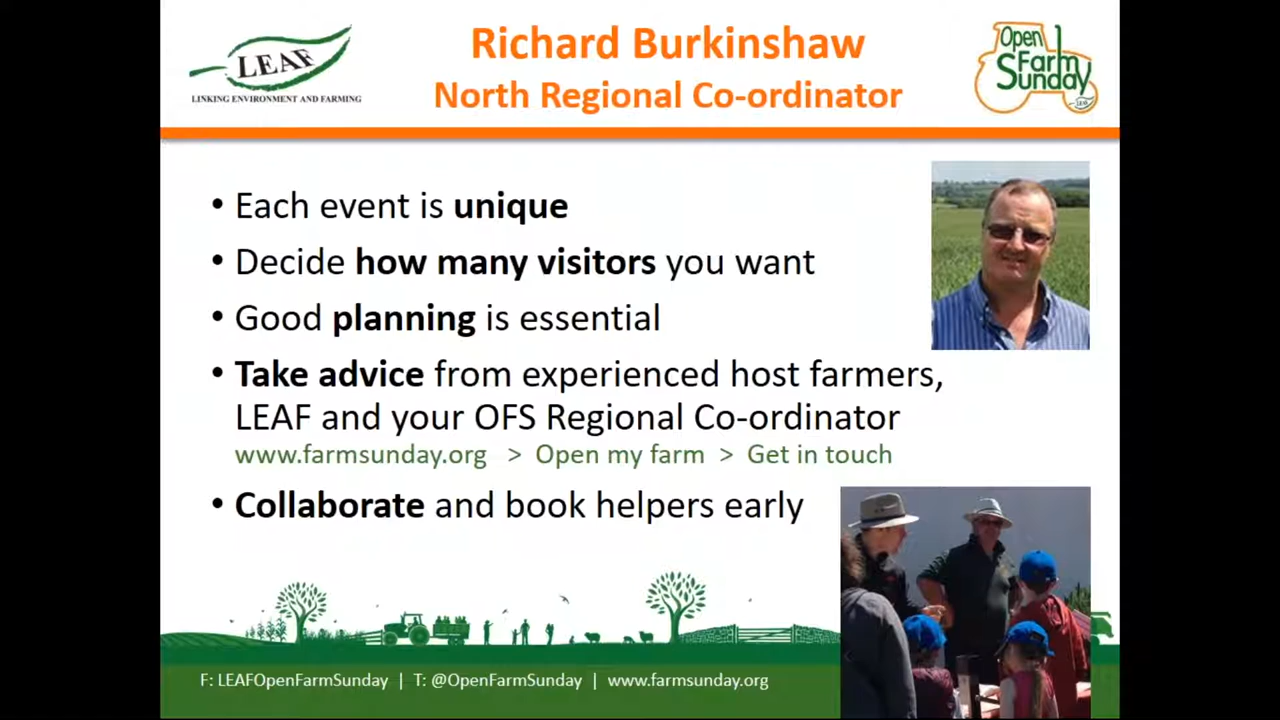 LEAF
LINKING ENVIRONMENT AND FARMING
Richard Burkinshaw
North Regional Co-ordinator
Open
Farm
Sunday
LEAF
• Each event is unique
• Decide how many visitors you want
• Good planning is essential
• Take advice from experienced host farmers,
LEAF and your OFS Regional Co-ordinator
www.farmsunday.org > Open my farm > Get in touch
• Collaborate and book helpers early
F: LEAFOpenFarmSunday | T: @OpenFarmSunday | www.farmsunday.org